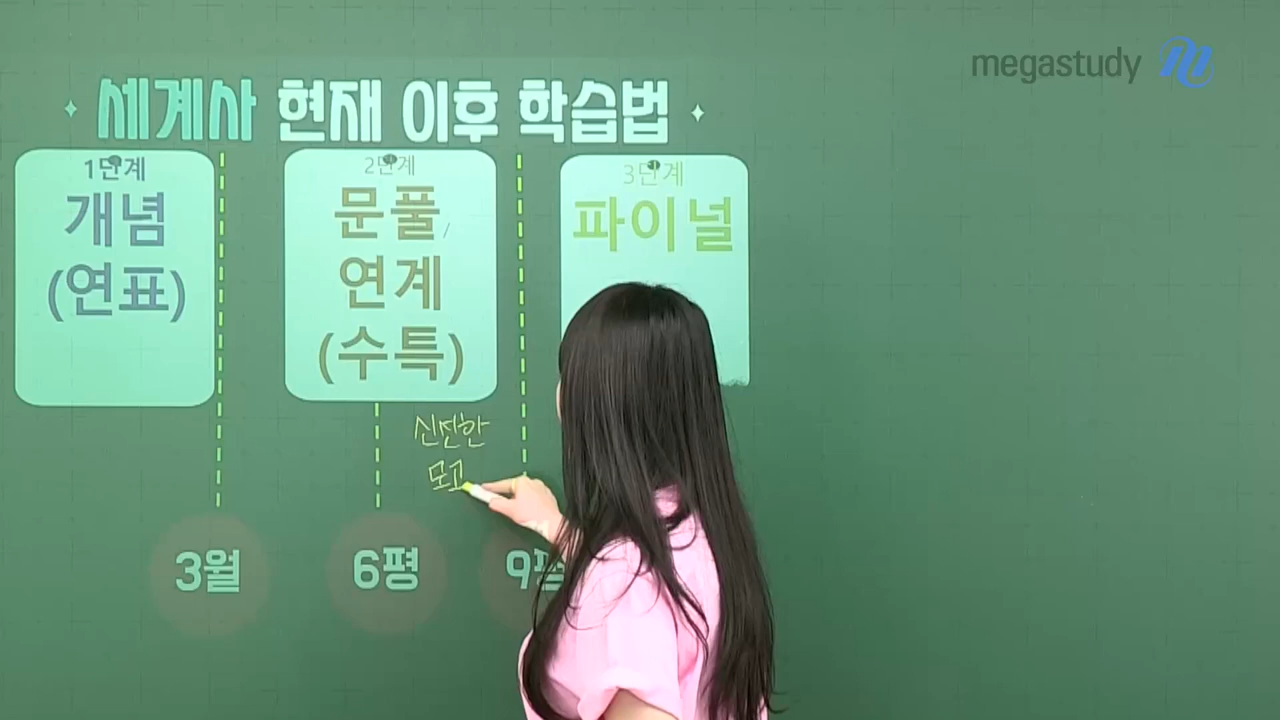 megastudy
세계사 현재 이후 학습법
1단계
개념
(연표)
2단계
문풀,
연계
(수특)
3단계
파이널
신선한
모고
3월
6평
9평